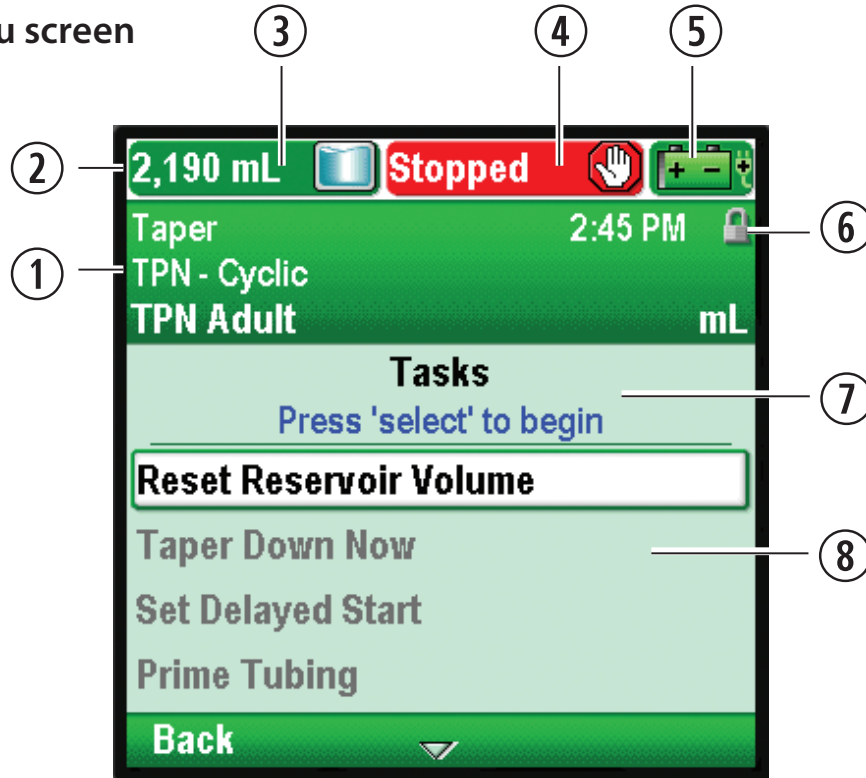 u screen
3 4 5
2 2,190 mL Stopped
Taper 2:45 PM 6
1 TPN - Cyclic
TPN Adult mL
Tasks
7
Press 'select' to begin
Reset Reservoir Volume
Taper Down Now 8
Set Delayed Start
Prime Tubing
Back